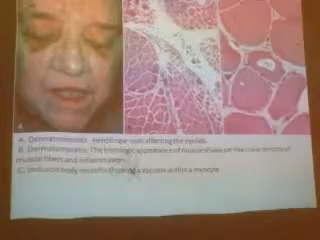 A
A. Dermatomyositis. Heliotrope rash affecting the eyelids.
B. Dermatomyositis. The histologic appearance of muscle shows perifascicular atrophy of
muscle fibers and inflammation.
C. Inclusion body myositis showing a vacuole within a myocyte